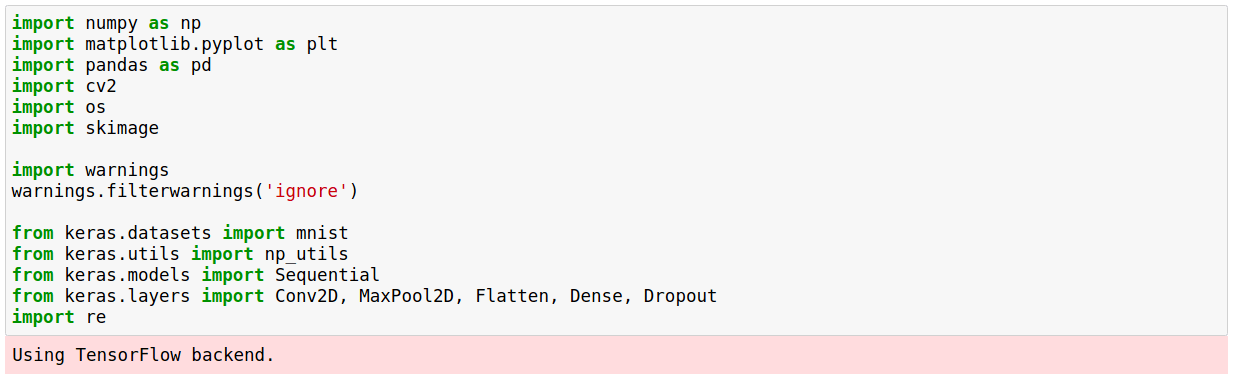 import numpy as np
import matplotlib.pyplot as plt
import pandas as pd
import cv2
import os
import skimage
import warnings
warnings.filterwarnings('ignore')
from keras.datasets import mnist
from keras.utils import np_utils
from keras.models import Sequential
from keras.layers import Conv2D, MaxPool2D, Flatten, Dense, Dropout
import re
Using TensorFlow backend.